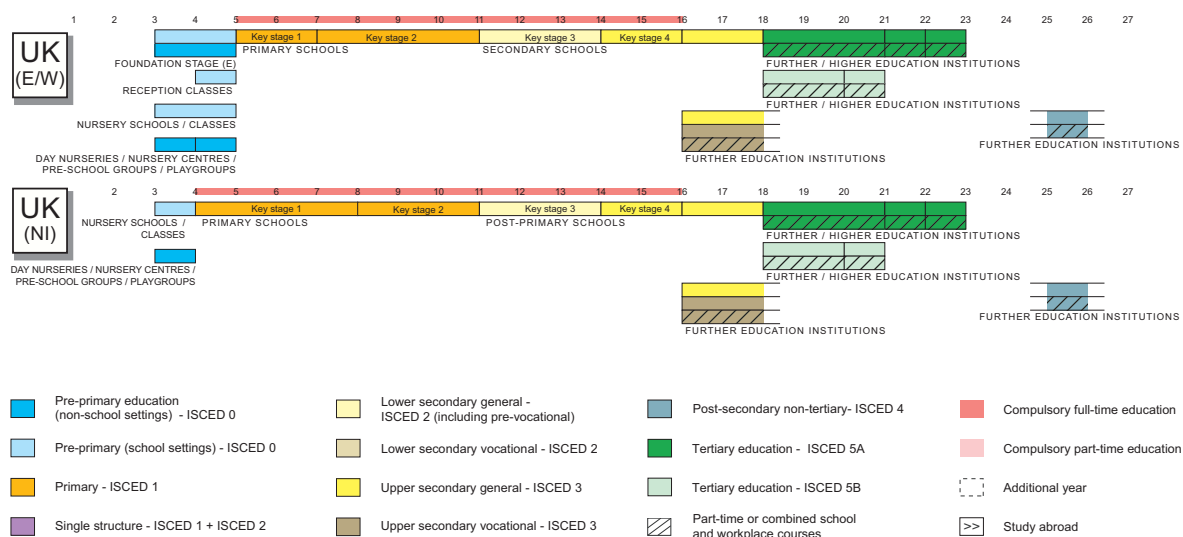 1 2 3 4 5 6 7 8 9 10 11 12 13 14 15 16 17 18 19 20 21 22 23 24 25 26 27
UK
(E/W)
Key stage 1 Key stage 2 Key stage 3 Key stage 4
PRIMARY SCHOOLS SECONDARY SCHOOLS
FOUNDATION STAGE (E) FURTHER / HIGHER EDUCATION INSTITUTIONS
RECEPTION CLASSES
FURTHER / HIGHER EDUCATION INSTITUTIONS
NURSERY SCHOOLS / CLASSES
FURTHER EDUCATION INSTITUTIONS
DAY NURSERIES / NURSERY CENTRES / FURTHER EDUCATION INSTITUTIONS
PRE-SCHOOL GROUPS / PLAYGROUPS
2 3 4 5 6 7 8 9 10 11 12 13 14 15 16 17 18 19 20 21 22 23 24 25 26 27
UK
(NI)
Key stage 1 Key stage 2 Key stage 3 Key stage 4
NURSERY SCHOOLS / PRIMARY SCHOOLS POST-PRIMARY SCHOOLS
CLASSES FURTHER / HIGHER EDUCATION INSTITUTIONS
DAY NURSERIES / NURSERY CENTRES /
PRE-SCHOOL GROUPS / PLAYGROUPS
FURTHER / HIGHER EDUCATION INSTITUTIONS
FURTHER EDUCATION INSTITUTIONS
FURTHER EDUCATION INSTITUTIONS
Pre-primary education
(non-school settings) - ISCED 0
Pre-primary (school settings) - ISCED 0
Primary - ISCED 1
Single structure - ISCED 1 + ISCED 2
Lower secondary general -
ISCED 2 (including pre-vocational)
Lower secondary vocational - ISCED 2
Upper secondary general - ISCED 3
Upper secondary vocational - ISCED 3
Post-secondary non-tertiary- ISCED 4
Tertiary education - ISCED 5A
Tertiary education - ISCED 5B
Part-time or combined school
and workplace courses
Compulsory full-time education
Compulsory part-time education
Additional year
>> Study abroad